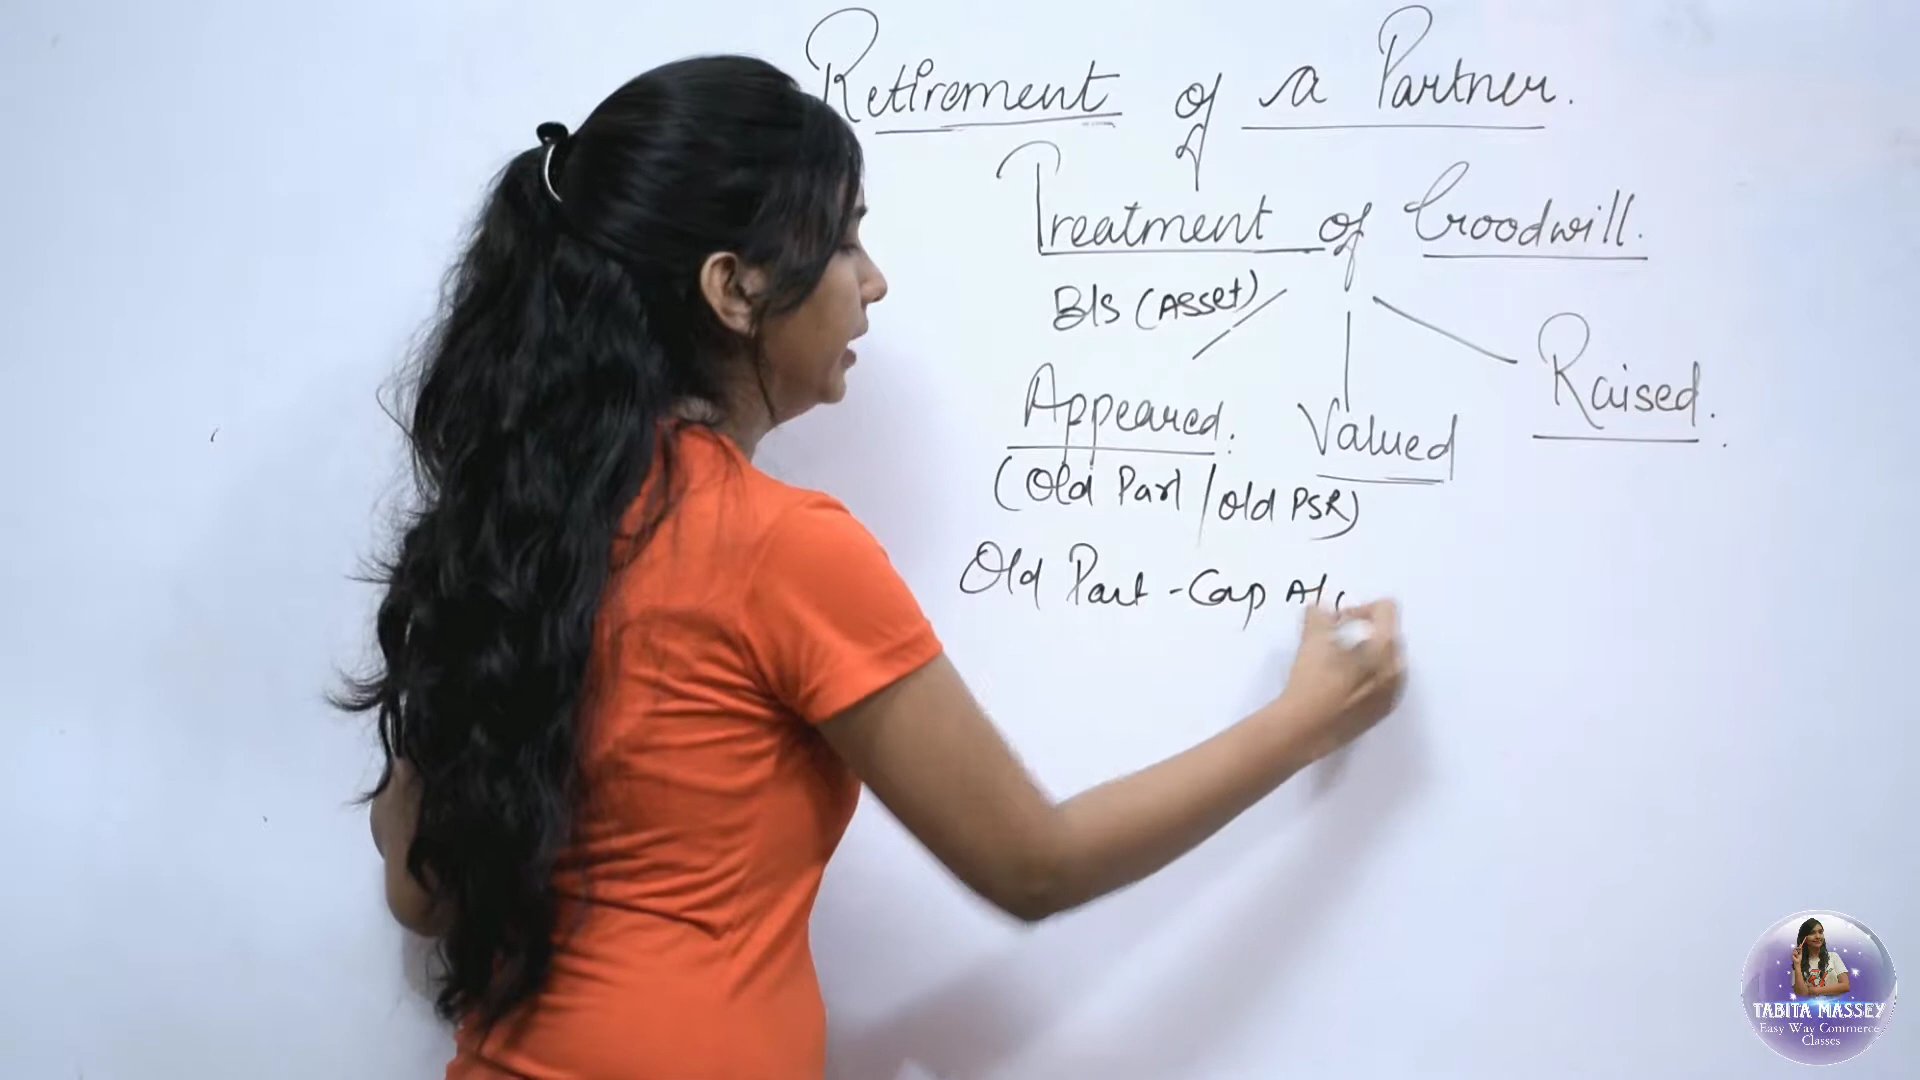 Retirement of a Partner.
Treatment of Goodwill.
B/S (Asset)
Appeared. Valued Raised.
(Old Part / Old PSR)
Old Part - Cap A/c
TABITA MASSEY
Easy Way Commerce
Classes